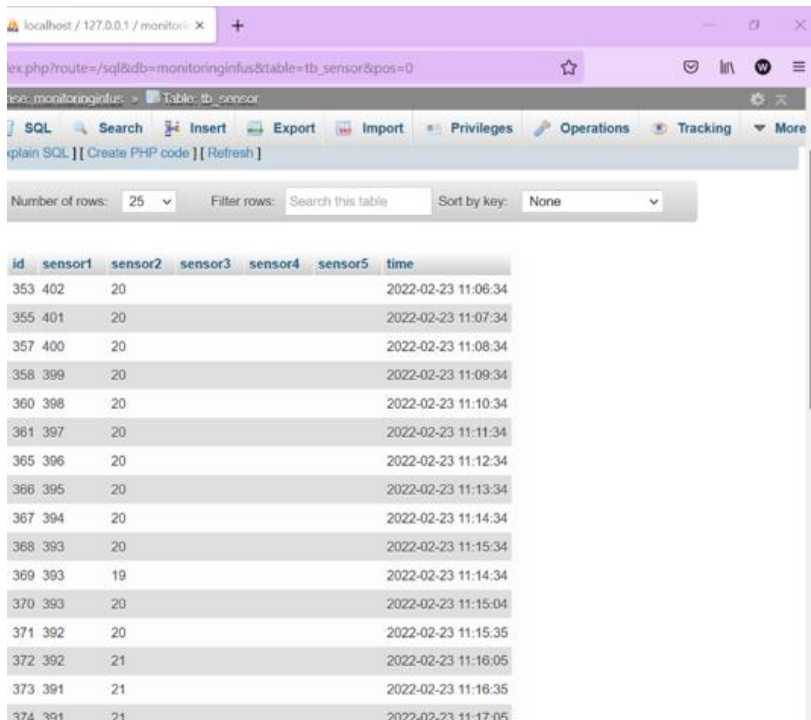 localhost / 127.0.0.1 / monitori
ex.php?route=/sql&db=monitoringinfus&table=tb_sensor&pos=0
ase: monitoringinfus » Table: tb_sensor
SQL Search Insert Export Import Privileges Operations Tracking More
xplain SQL ] [ Create PHP code ] [ Refresh ]
Number of rows: 25 Filter rows: Search this table Sort by key: None
id sensor1 sensor2 sensor3 sensor4 sensor5 time
353 402 20 2022-02-23 11:06:34
355 401 20 2022-02-23 11:07:34
357 400 20 2022-02-23 11:08:34
358 399 20 2022-02-23 11:09:34
360 398 20 2022-02-23 11:10:34
361 397 20 2022-02-23 11:11:34
365 396 20 2022-02-23 11:12:34
366 395 20 2022-02-23 11:13:34
367 394 20 2022-02-23 11:14:34
368 393 20 2022-02-23 11:15:34
369 393 19 2022-02-23 11:14:34
370 393 20 2022-02-23 11:15:04
371 392 20 2022-02-23 11:15:35
372 392 21 2022-02-23 11:16:05
373 391 21 2022-02-23 11:16:35
374 391 21 2022-02-23 11:17:05